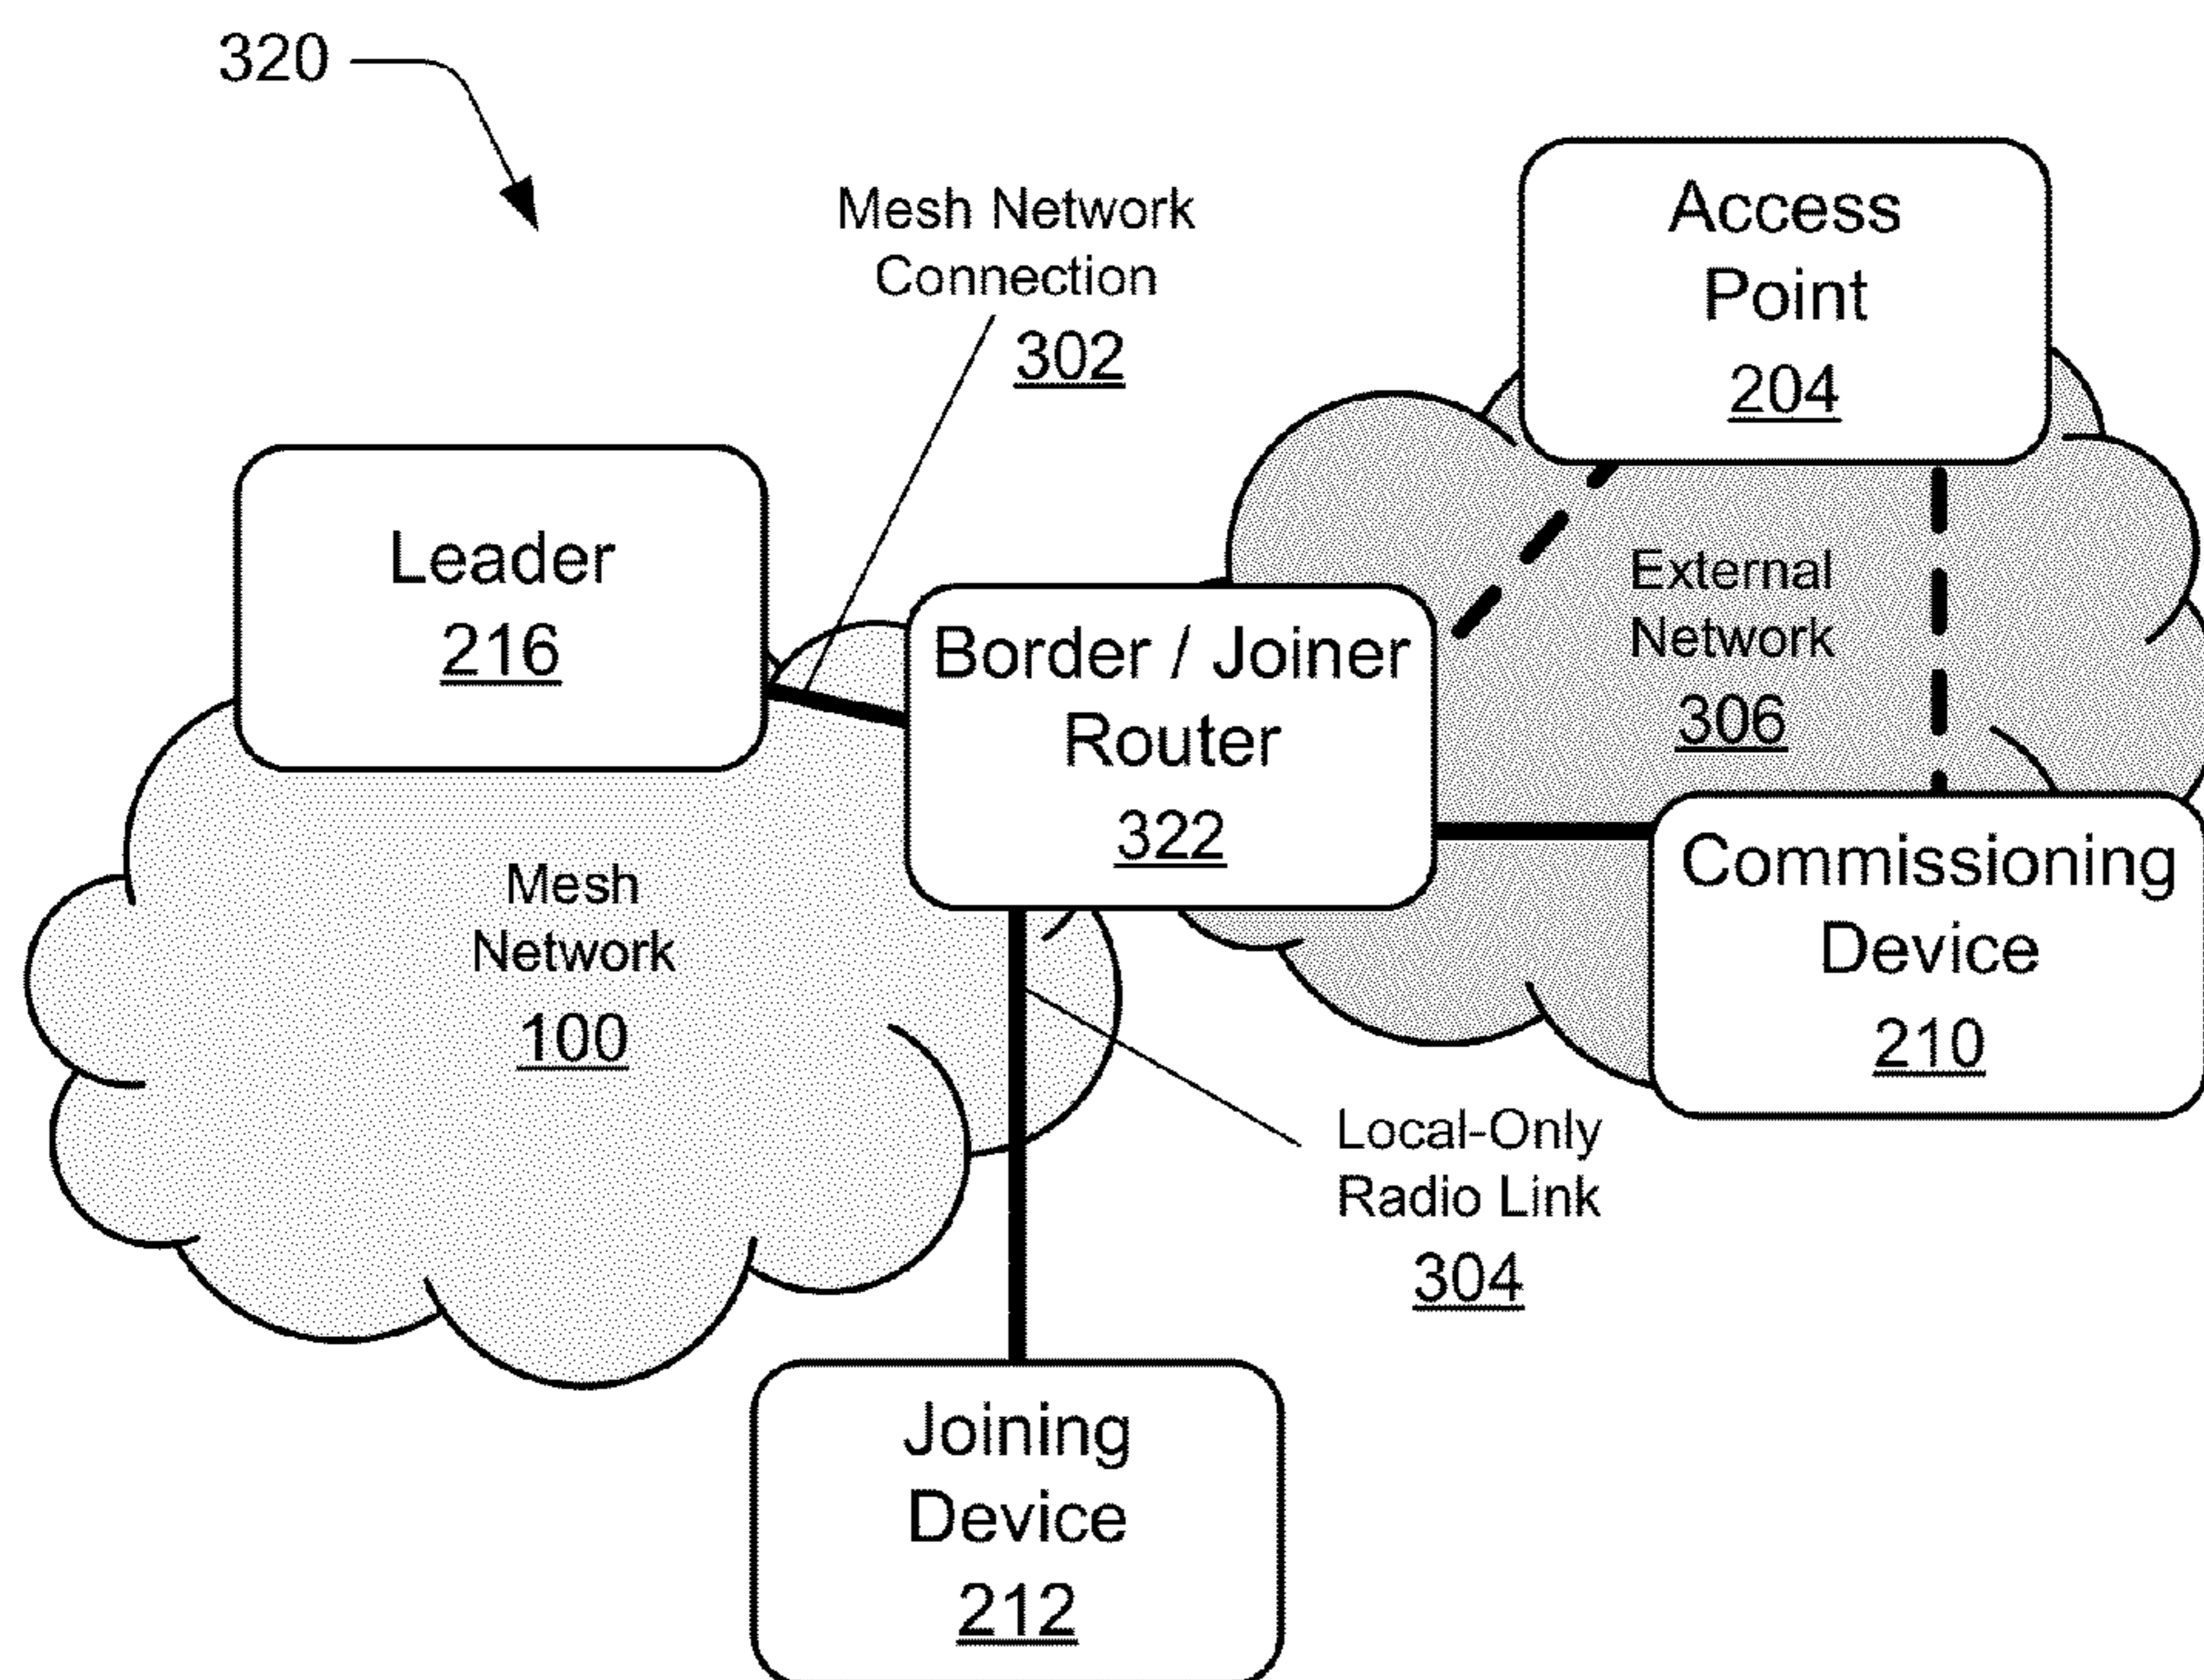 320
Mesh Network
Connection
302
Access
Point
204
Leader
216
Border / Joiner
Router
322
External
Network
306
Mesh
Network
100
Commissioning
Device
210
Local-Only
Radio Link
304
Joining
Device
212